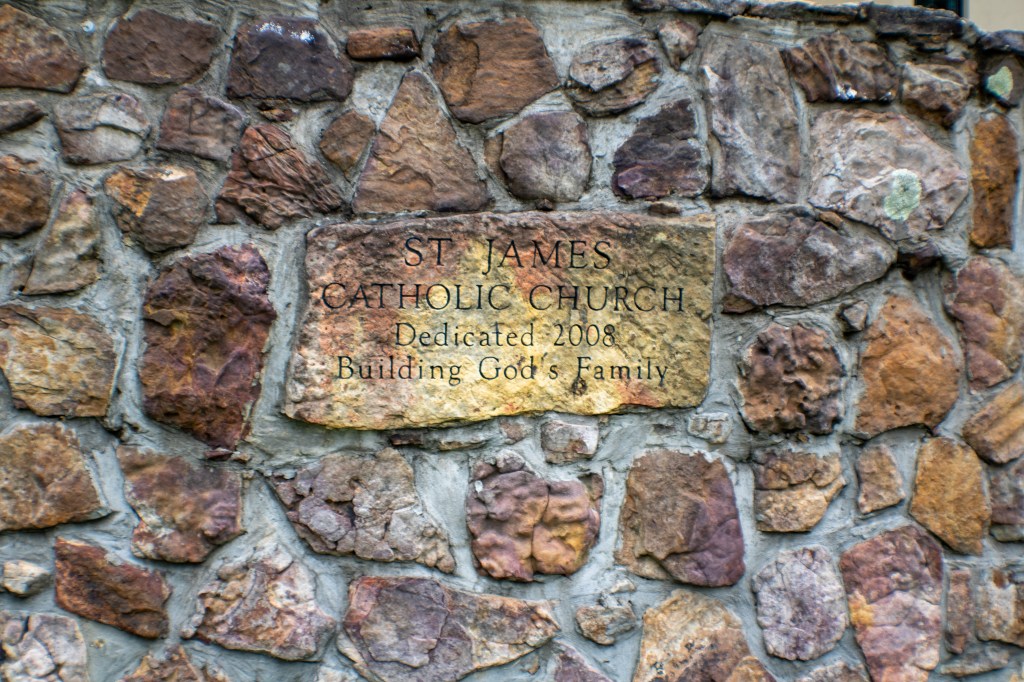 ST JAMES
CATHOLIC CHURCH
Dedicated 2008
Building God's Family